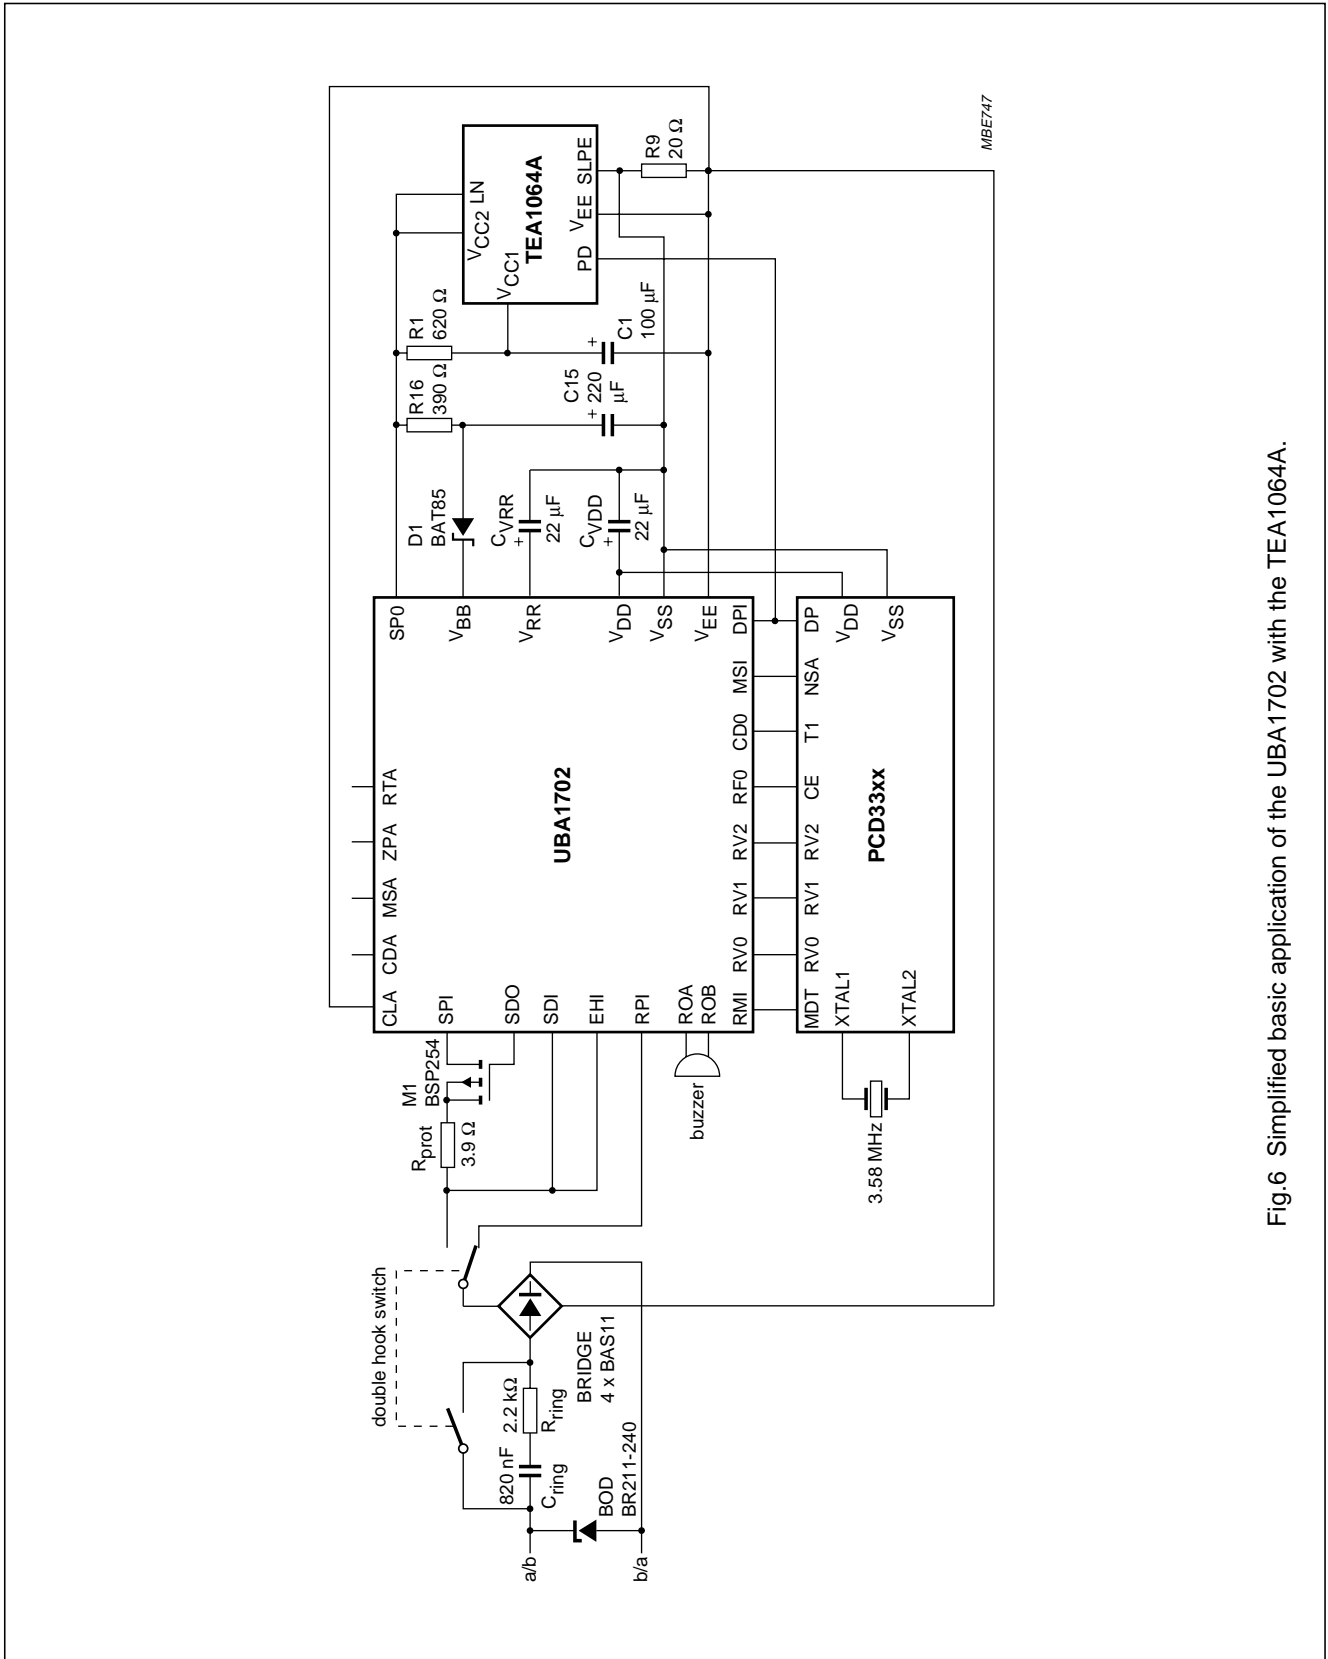 a/b
b/a
BOD
BR211-240
820 nF
Cring
2.2 kΩ
Rring
double hook switch
BRIDGE
4 x BAS11
Rprot
3.9 Ω
M1
BSP254
buzzer
3.58 MHz
CLA
CDA
MSA
ZPA
RTA
SPI
SDO
SDI
EHI
RPI
ROA
ROB
UBA1702
SP0
VBB
VRR
VDD
VSS
VEE
RMI
RV0
RV1
RV2
RF0
CD0
MSI
DPI
MDT
RV0
RV1
RV2
CE
T1
NSA
DP
XTAL1
XTAL2
PCD33xx
VDD
VSS
D1
BAT85
CVRR
+
22 μF
CVDD
+
22 μF
R16
390 Ω
R1
620 Ω
C15
+ 220
μF
+
C1
100 μF
VCC2
LN
VCC1
TEA1064A
PD
VEE
SLPE
R9
20 Ω
MBE747
Fig.6 Simplified basic application of the UBA1702 with the TEA1064A.